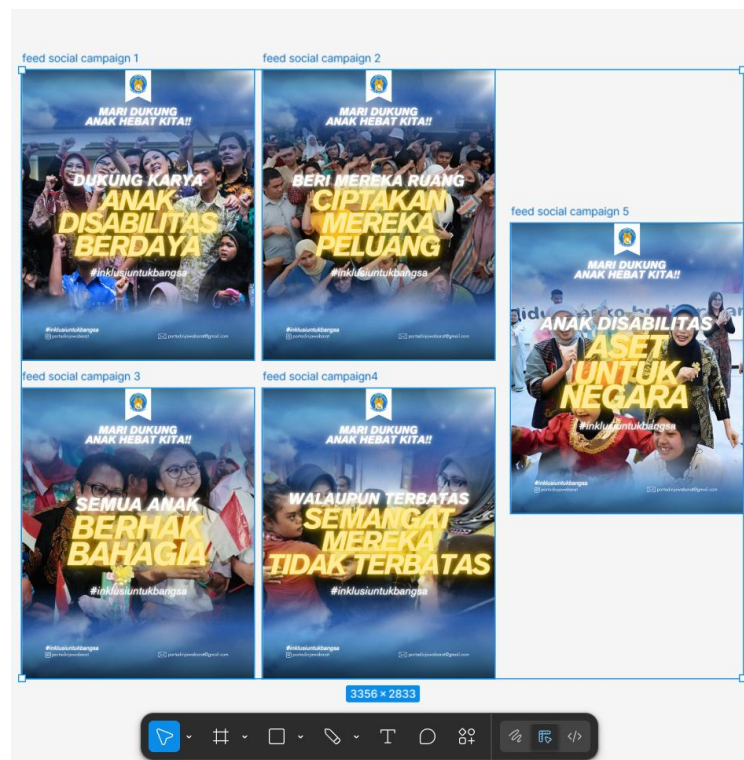 feed social campaign 1
MARI DUKUNG
ANAK HEBAT KITA!!
DUKUNG KARYA
ANAK
DISABILITAS
BERDAYA
#inklusiuntukbangsa
#inklusiuntukbangsa
feed social campaign 2
MARI DUKUNG
ANAK HEBAT KITA!!
BERI MEREKA RUANG
CIPTAKAN
MEREKA
PELUANG
#inklusiuntukbangsa
#inklusiuntukbangsa
feed social campaign 5
MARI DUKUNG
ANAK HEBAT KITA!!
ANAK DISABILITAS
ASET
UNTUK
NEGARA
#inklusiuntukbangsa
#inklusiuntukbangsa
feed social campaign 3
MARI DUKUNG
ANAK HEBAT KITA!!
SEMUA ANAK
BERHAK
BAHAGIA
#inklusiuntukbangsa
#inklusiuntukbangsa
feed social campaign4
MARI DUKUNG
ANAK HEBAT KITA!!
WALAUPUN TERBATAS
SEMANGAT
MEREKA
TIDAK TERBATAS
#inklusiuntukbangsa
#inklusiuntukbangsa
3356 × 2833